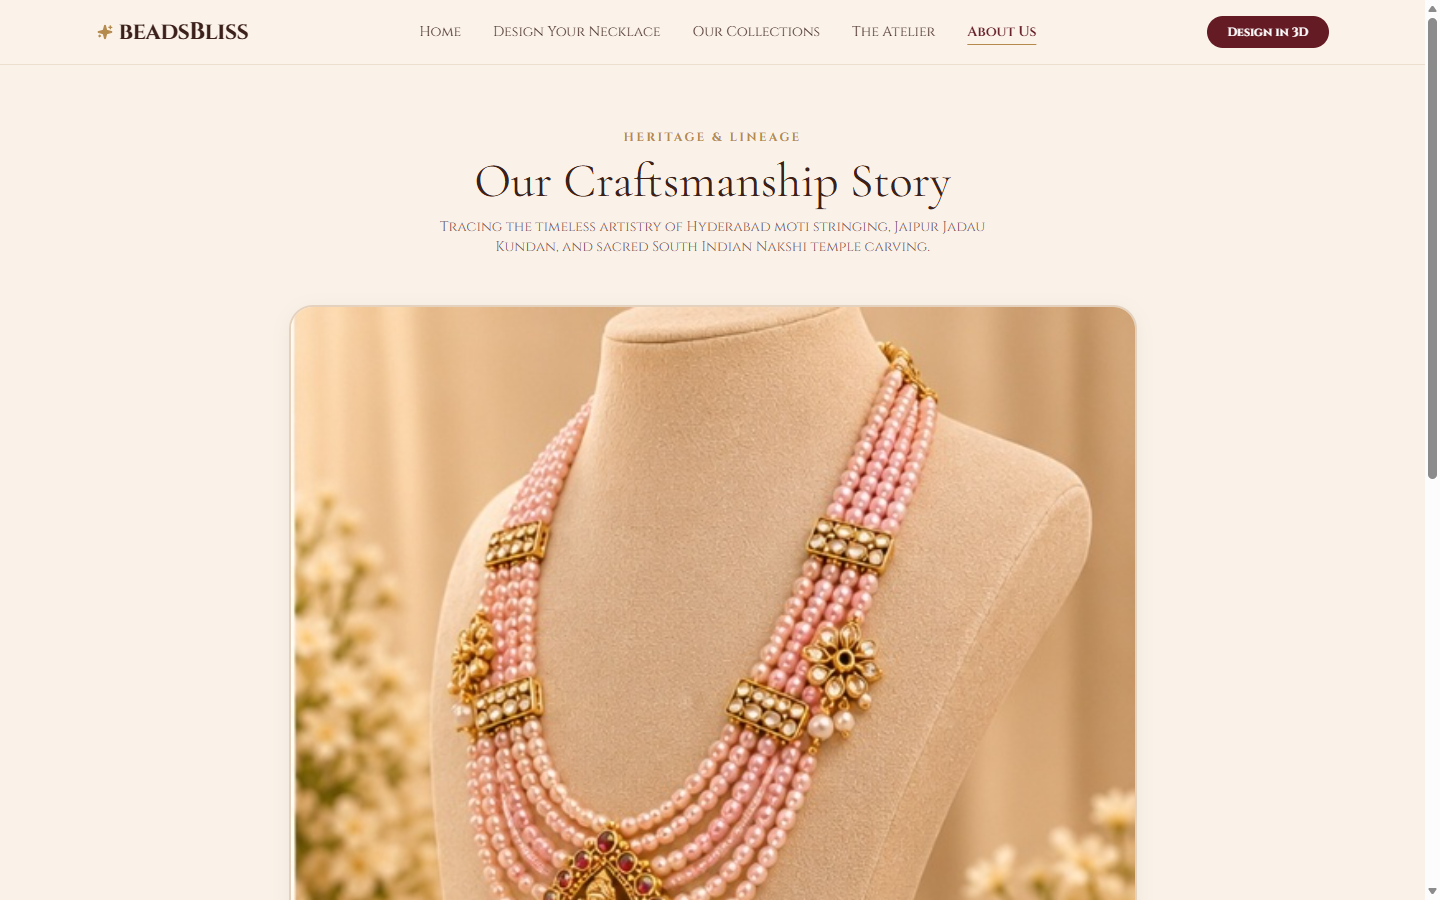 BEADSBLISS
Home
Design Your Necklace
Our Collections
The Atelier
About Us
Design in 3D
HERITAGE & LINEAGE
Our Craftsmanship Story
Tracing the timeless artistry of Hyderabad moti stringing, Jaipur Jadau
Kundan, and sacred South Indian Nakshi temple carving.